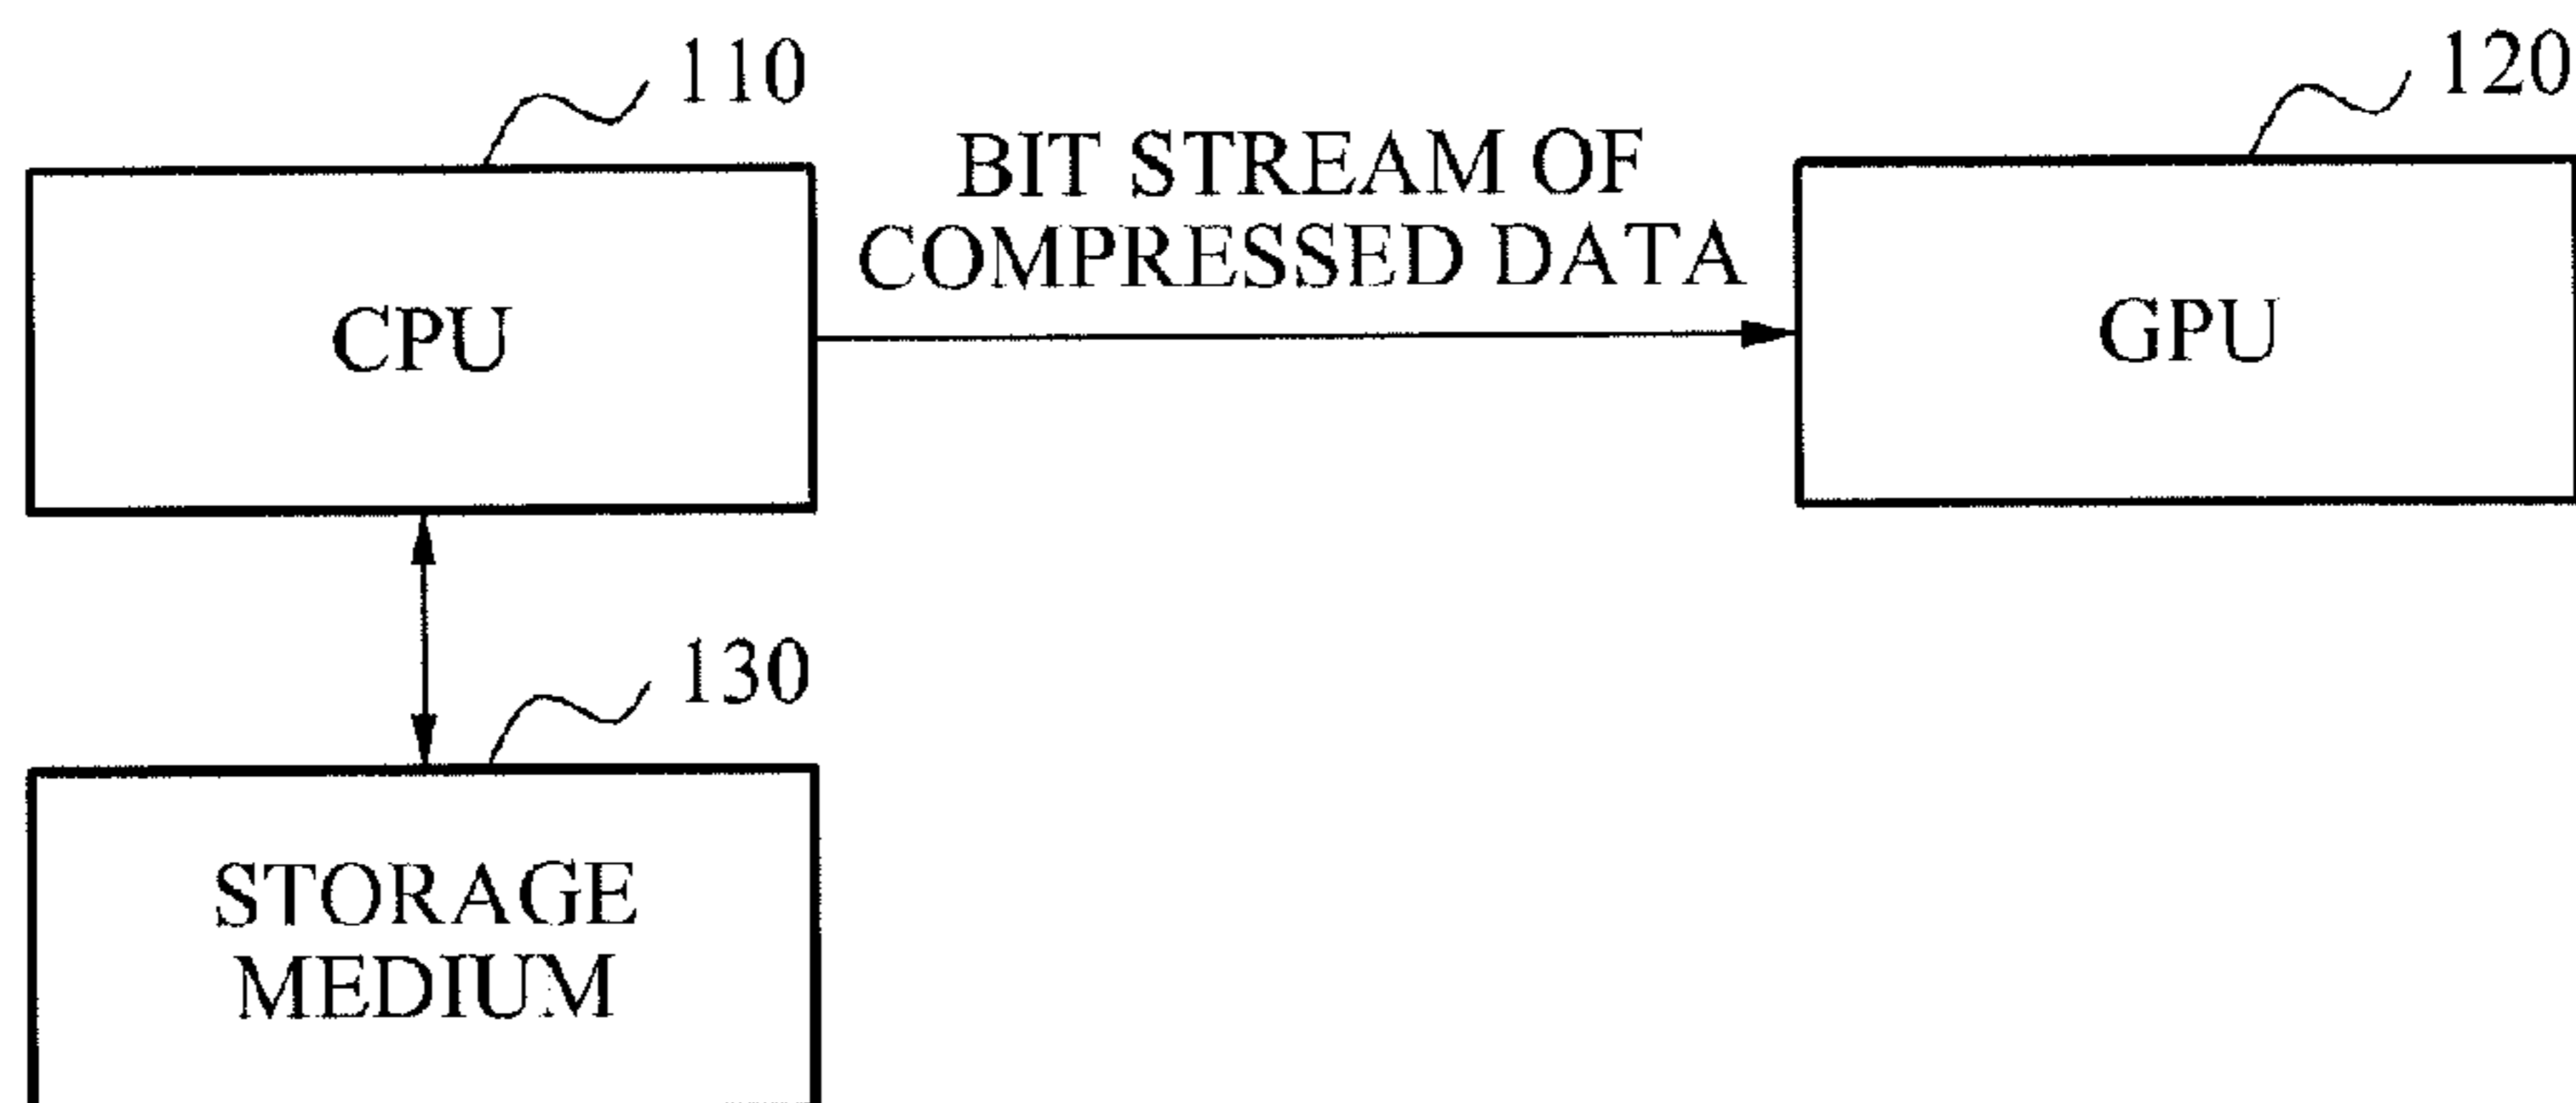 110
120
BIT STREAM OF
COMPRESSED DATA
CPU
GPU
130
STORAGE
MEDIUM